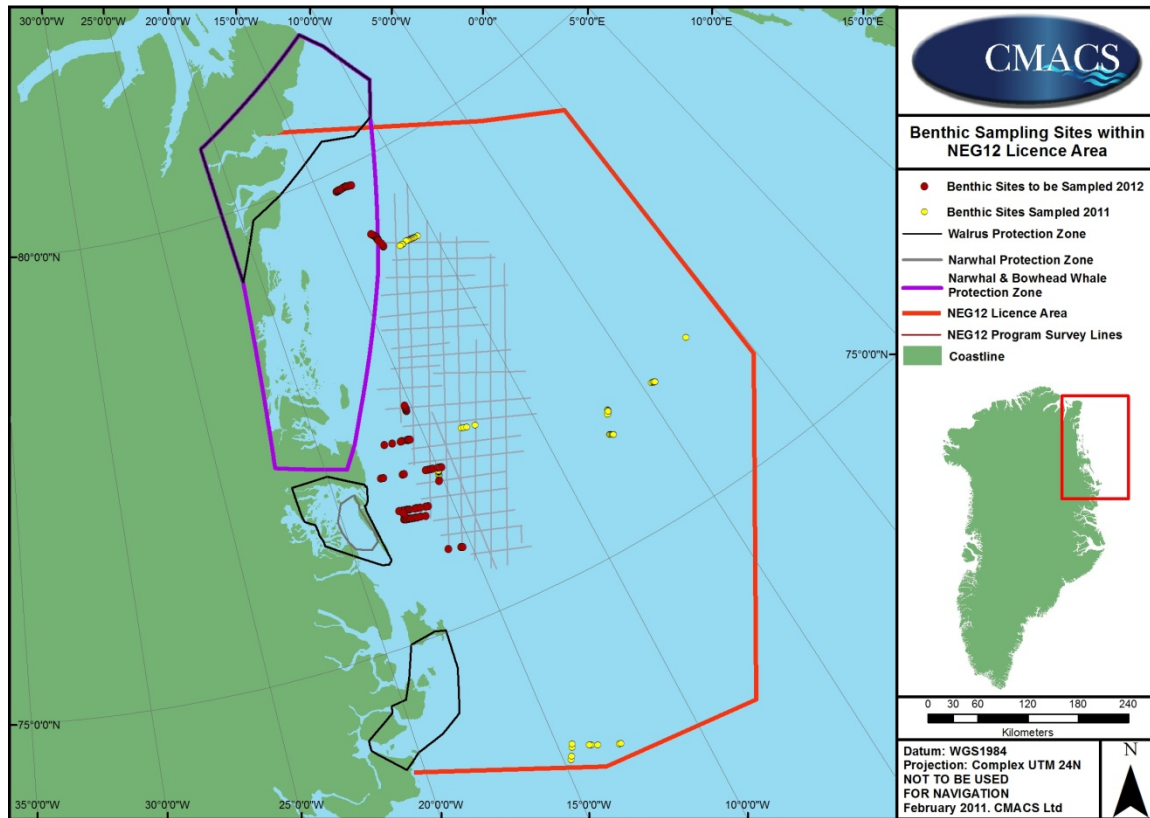 30°0'0"W 25°0'0"W 20°0'0"W 15°0'0"W 10°0'0"W 5°0'0"W 0°0'0" 5°0'0"E 15°0'0"E
80°0'0"N
75°0'0"N
75°0'0"N
35°0'0"W 30°0'0"W 25°0'0"W 20°0'0"W 15°0'0"W 10°0'0"W
CMACS
Benthic Sampling Sites within
NEG12 Licence Area
Benthic Sites to be Sampled 2012
Benthic Sites Sampled 2011
Walrus Protection Zone
Narwhal Protection Zone
Narwhal & Bowhead Whale
Protection Zone
NEG12 Licence Area
NEG12 Program Survey Lines
Coastline
0 30 60 120 180 240
Kilometers
Datum: WGS1984
Projection: Complex UTM 24N
NOT TO BE USED
FOR NAVIGATION
February 2011. CMACS Ltd
N